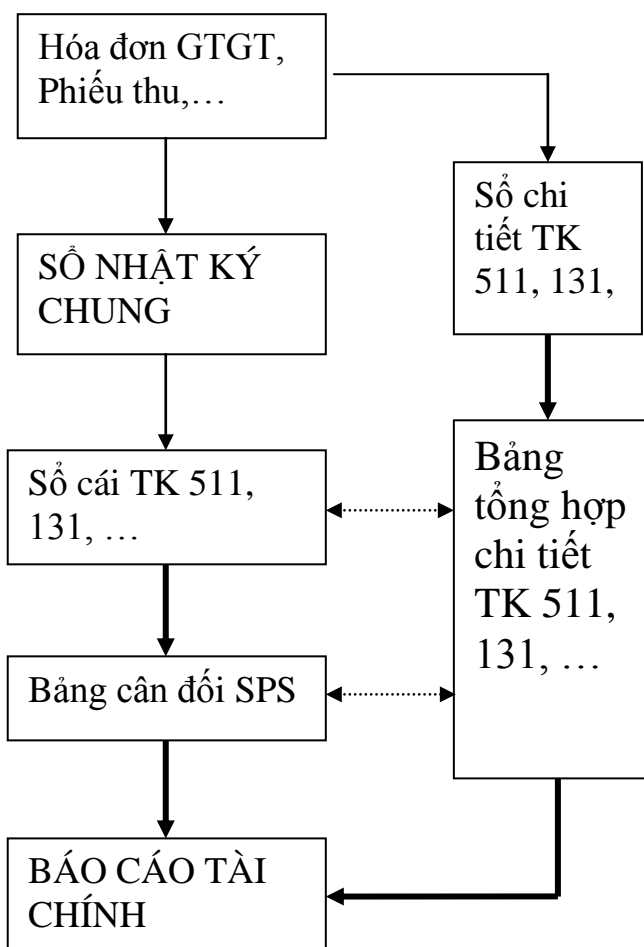 Hóa đơn GTGT,
Phiếu thu,…
Sổ chi
tiết TK
511, 131,
SỔ NHẬT KÝ
CHUNG
Sổ cái TK 511,
131, …
Bảng
tổng hợp
chi tiết
TK 511,
131, …
Bảng cân đối SPS
BÁO CÁO TÀI
CHÍNH